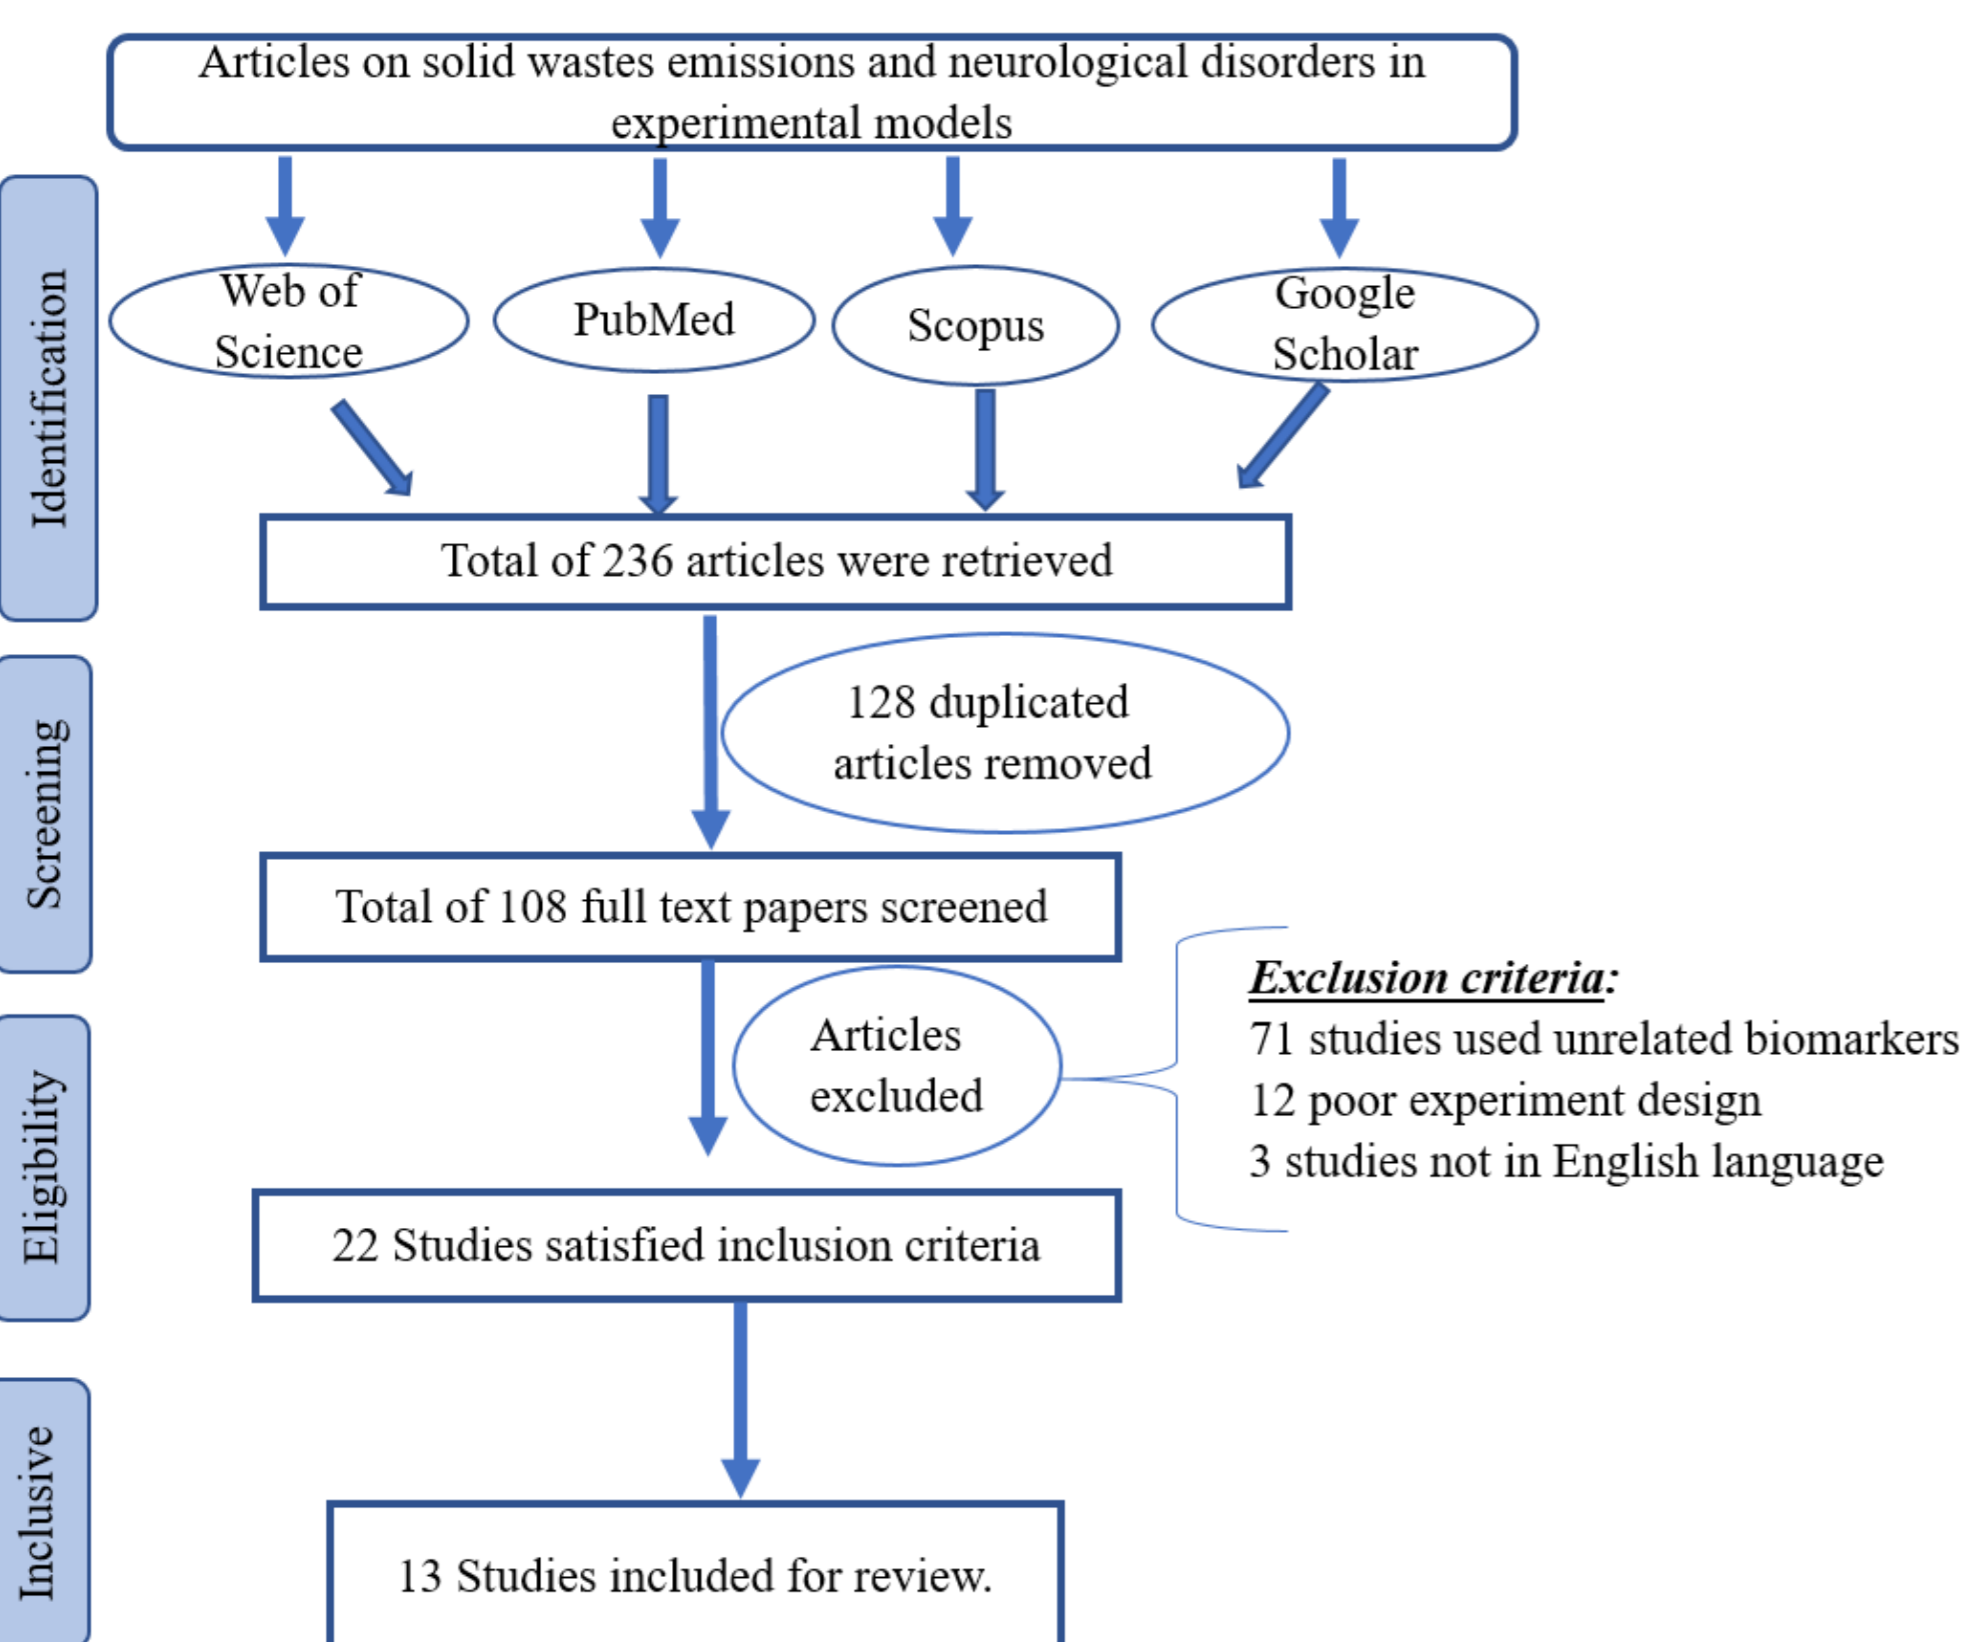 Articles on solid wastes emissions and neurological disorders in
experimental models
Identification
Web of
Science
PubMed
Scopus
Google
Scholar
Total of 236 articles were retrieved
Screening
128 duplicated
articles removed
Total of 108 full text papers screened
Eligibility
Articles
excluded
Exclusion criteria:
71 studies used unrelated biomarkers
12 poor experiment design
3 studies not in English language
22 Studies satisfied inclusion criteria
Inclusive
13 Studies included for review.